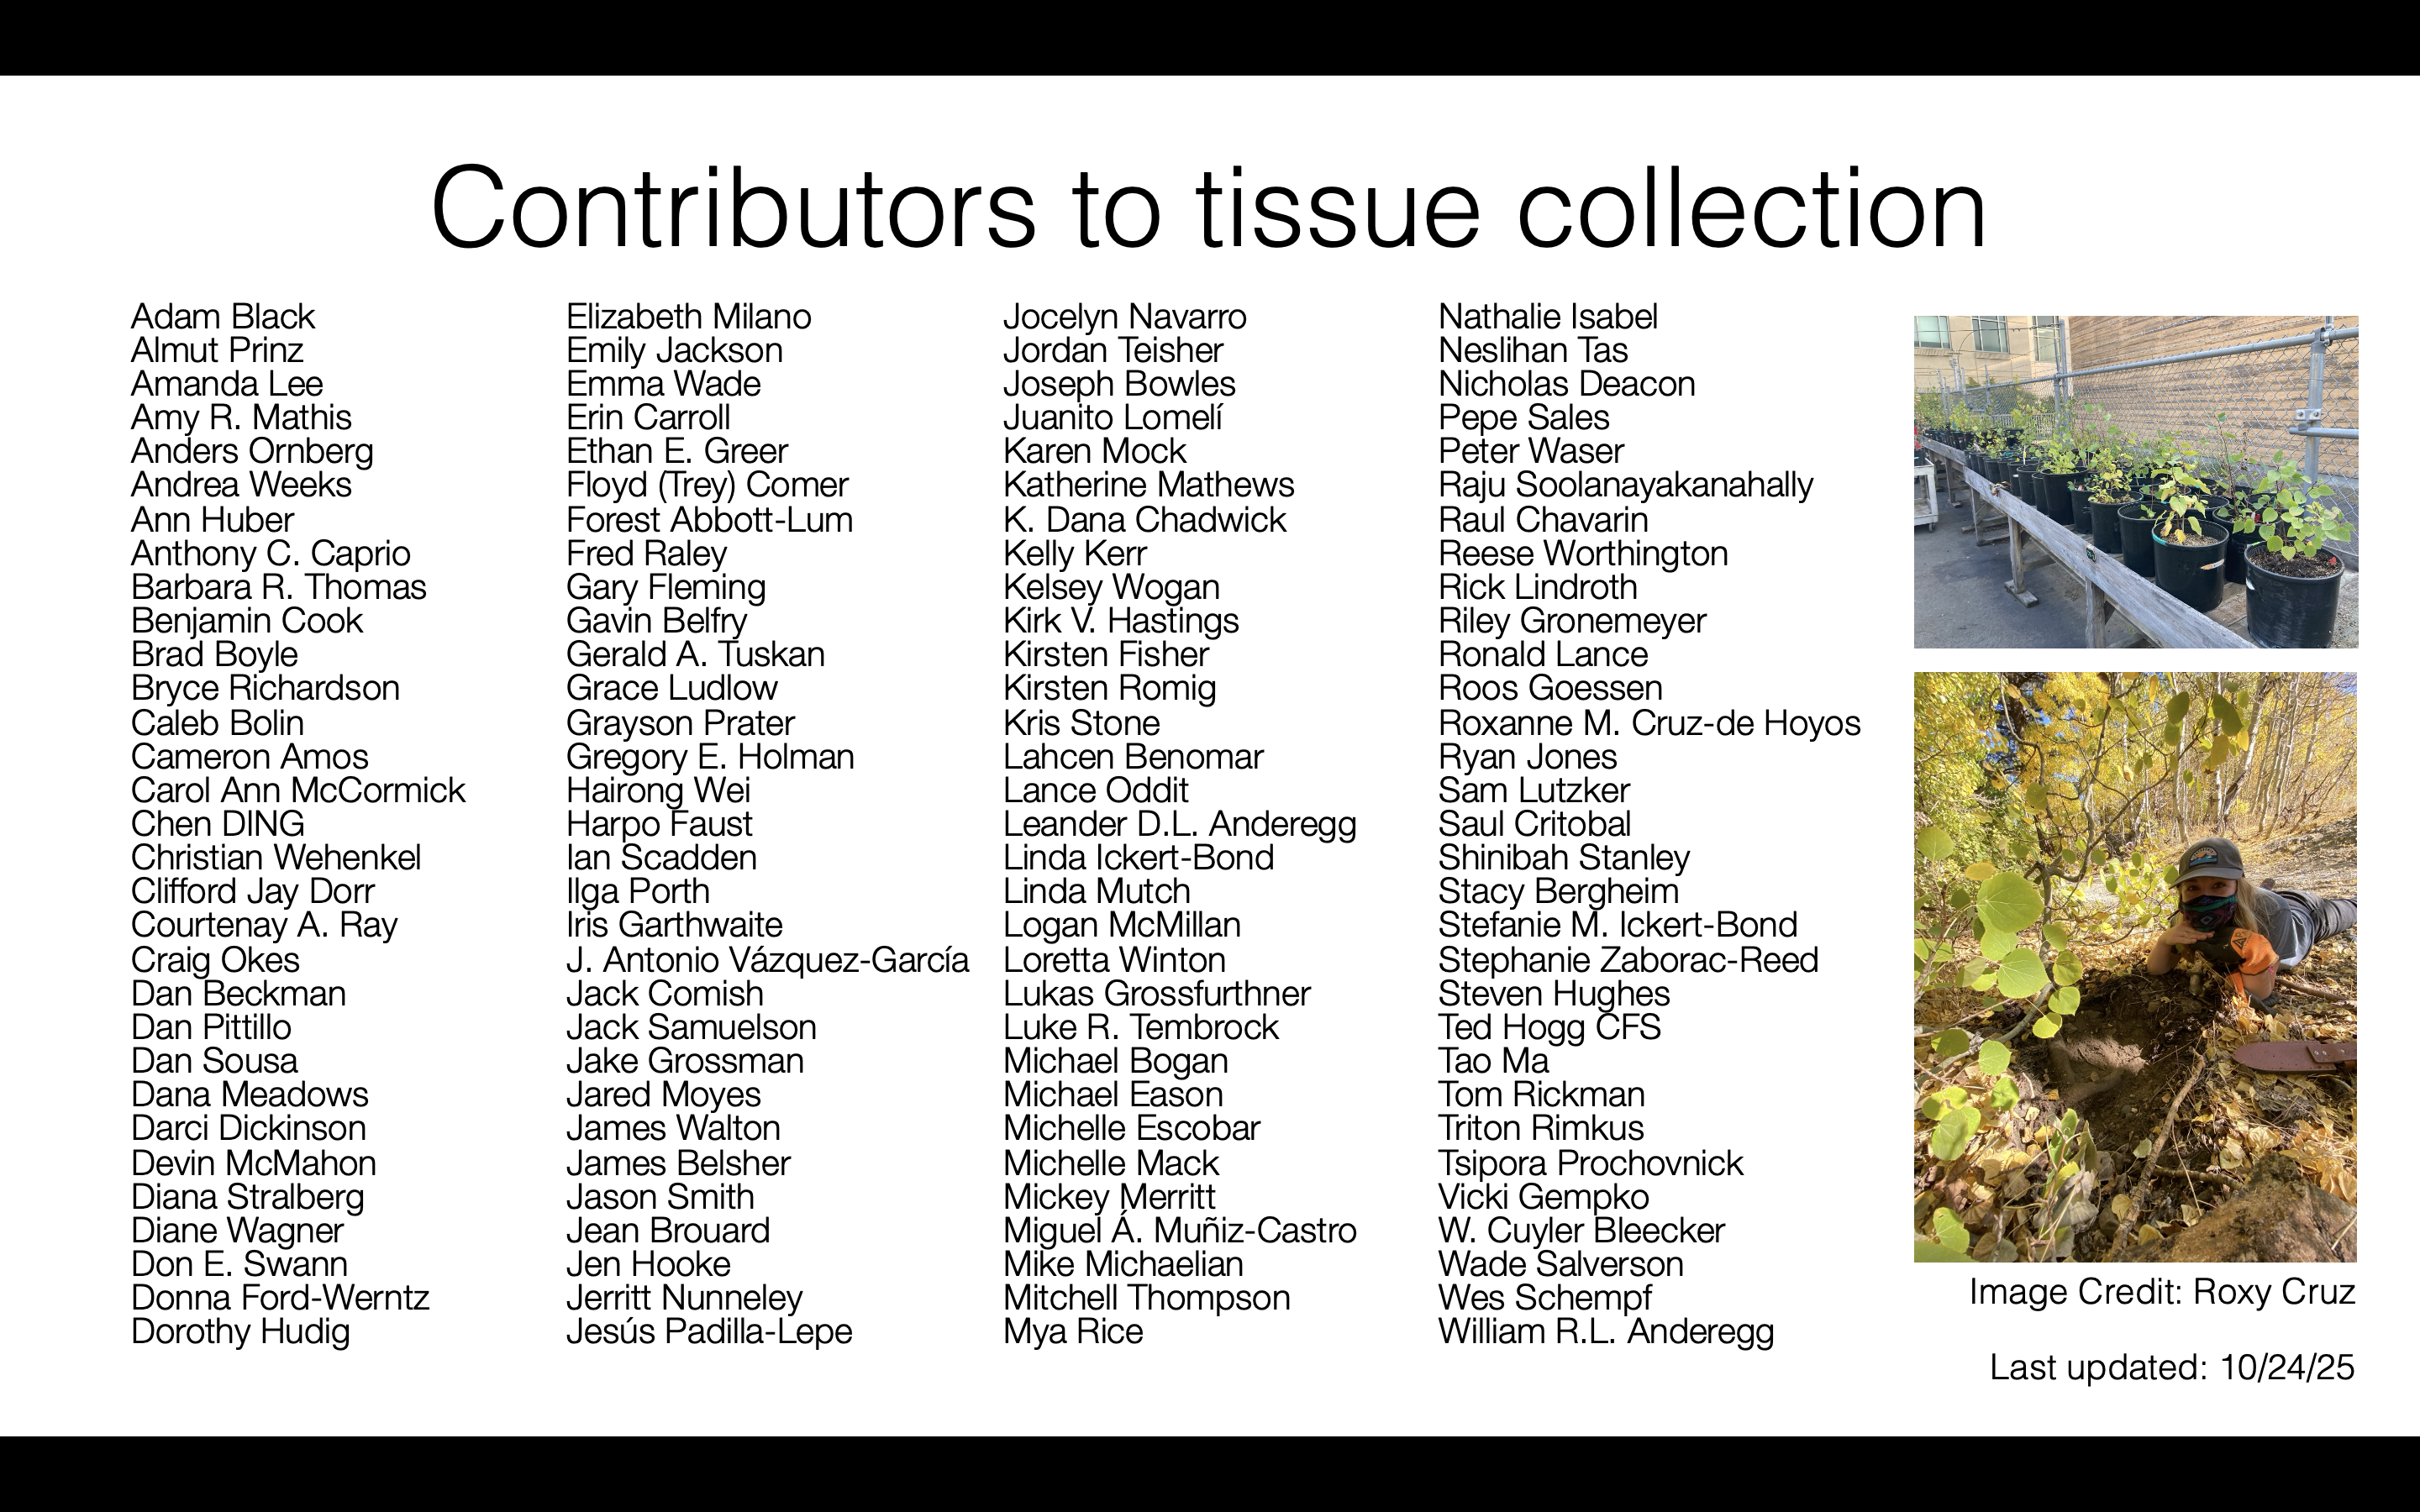 Contributors to tissue collection
Adam Black
Almut Prinz
Amanda Lee
Amy R. Mathis
Anders Ornberg
Andrea Weeks
Ann Huber
Anthony C. Caprio
Barbara R. Thomas
Benjamin Cook
Brad Boyle
Bryce Richardson
Caleb Bolin
Cameron Amos
Carol Ann McCormick
Chen DING
Christian Wehenkel
Clifford Jay Dorr
Courtenay A. Ray
Craig Okes
Dan Beckman
Dan Pittillo
Dan Sousa
Dana Meadows
Darci Dickinson
Devin McMahon
Diana Stralberg
Diane Wagner
Don E. Swann
Donna Ford-Werntz
Dorothy Hudig
Elizabeth Milano
Emily Jackson
Emma Wade
Erin Carroll
Ethan E. Greer
Floyd (Trey) Comer
Forest Abbott-Lum
Fred Raley
Gary Fleming
Gavin Belfry
Gerald A. Tuskan
Grace Ludlow
Grayson Prater
Gregory E. Holman
Hairong Wei
Harpo Faust
Ian Scadden
Ilga Porth
Iris Garthwaite
J. Antonio Vázquez-García
Jack Comish
Jack Samuelson
Jake Grossman
Jared Moyes
James Walton
James Belsher
Jason Smith
Jean Brouard
Jen Hooke
Jerritt Nunneley
Jesús Padilla-Lepe
Jocelyn Navarro
Jordan Teisher
Joseph Bowles
Juanito Lomelí
Karen Mock
Katherine Mathews
K. Dana Chadwick
Kelly Kerr
Kelsey Wogan
Kirk V. Hastings
Kirsten Fisher
Kirsten Romig
Kris Stone
Lahcen Benomar
Lance Oddit
Leander D.L. Anderegg
Linda Ickert-Bond
Linda Mutch
Logan McMillan
Loretta Winton
Lukas Grossfurthner
Luke R. Tembrock
Michael Bogan
Michael Eason
Michelle Escobar
Michelle Mack
Mickey Merritt
Miguel Á. Muñiz-Castro
Mike Michaelian
Mitchell Thompson
Mya Rice
Nathalie Isabel
Neslihan Tas
Nicholas Deacon
Pepe Sales
Peter Waser
Raju Soolanayakanahally
Raul Chavarin
Reese Worthington
Rick Lindroth
Riley Gronemeyer
Ronald Lance
Roos Goessen
Roxanne M. Cruz-de Hoyos
Ryan Jones
Sam Lutzker
Saul Critobal
Shinibah Stanley
Stacy Bergheim
Stefanie M. Ickert-Bond
Stephanie Zaborac-Reed
Steven Hughes
Ted Hogg CFS
Tao Ma
Tom Rickman
Triton Rimkus
Tsipora Prochovnick
Vicki Gempko
W. Cuyler Bleecker
Wade Salverson
Wes Schempf
William R.L. Anderegg
Image Credit: Roxy Cruz
Last updated: 10/24/25